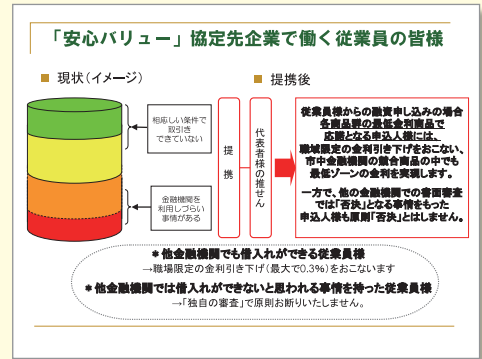 「安心バリュー」協定先企業で働く従業員の皆様
■ 現状（イメージ）
■ 提携後
相応しい条件で
取引き
できていない
金融機関を
利用しづらい
事情がある
提携
代表者様の推せん
従業員様からの融資申し込みの場合
各商品群の最低金利商品で
応諾となる申込人様には、
職域限定の金利引き下げをおこない、
市中金融機関の競合商品の中でも
最低ゾーンの金利を実現します。
一方で、他の金融機関での書面審査
では「否決」となる事情をもった
申込人様も原則「否決」とはしません。
＊他金融機関でも借入れができる従業員様
→職場限定の金利引き下げ（最大で0.3%）をおこないます
＊他金融機関では借入れができないと思われる事情を持った従業員様
→「独自の審査」で原則お断りいたしません。